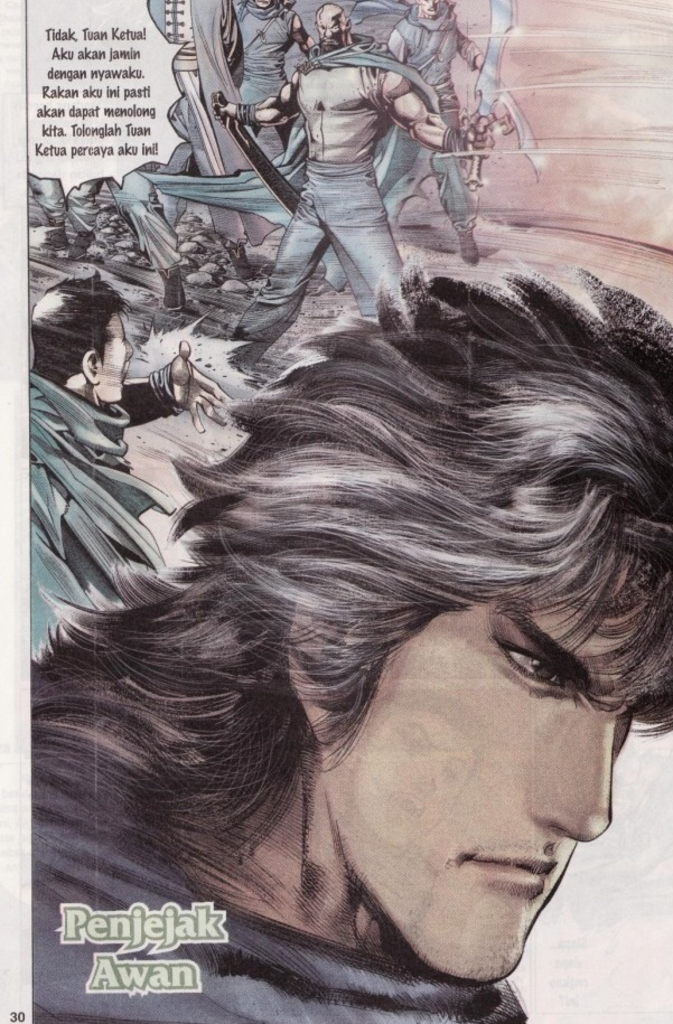 Tidak, Tuan Ketua!
Aku akan jamin
dengan nyawaku.
Rakan aku ini pasti
akan dapat menolong
kita. Tolonglah Tuan
Ketua percaya aku ini!
Penjejak
Awan
30